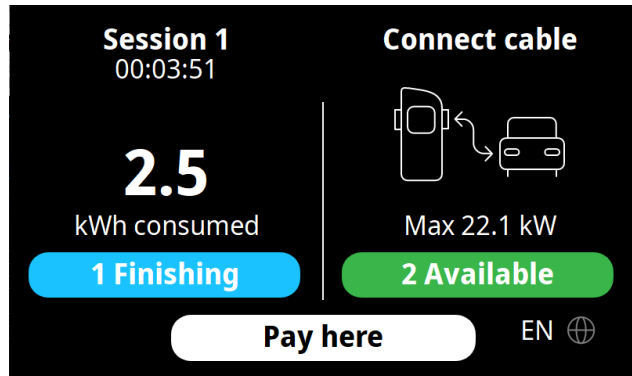 Session 1
00:03:51
2.5
kWh consumed
1 Finishing
Connect cable
Max 22.1 kW
2 Available
Pay here
EN